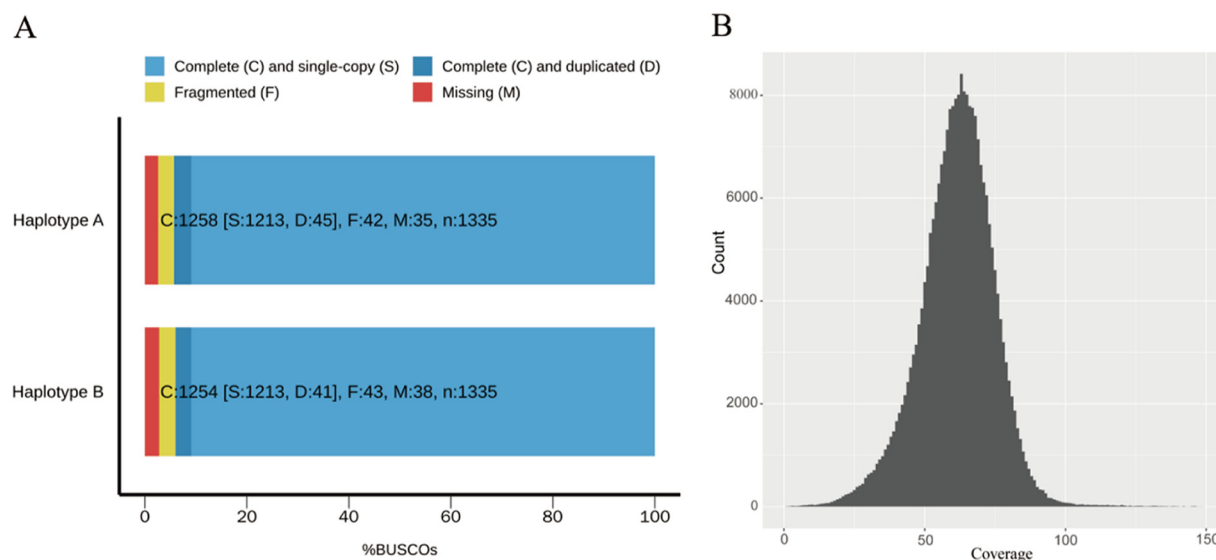 A
Complete (C) and single-copy (S)
Complete (C) and duplicated (D)
Fragmented (F)
Missing (M)
Haplotype A
C:1258 [S:1213, D:45], F:42, M:35, n:1335
Haplotype B
C:1254 [S:1213, D:41], F:43, M:38, n:1335
0 20 40 60 80 100
%BUSCOs
B
8000
6000
4000
2000
0
Count
0 50 100 150
Coverage